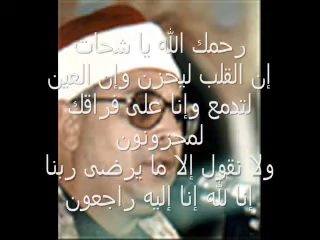 رحمك الله يا شحات
إن القلب ليحزن وإن العين
لتدمع وإنا على فراقك
لمحزونون
ولا نقول إلا ما يرضى ربنا
إنا لله إنا إليه راجعون